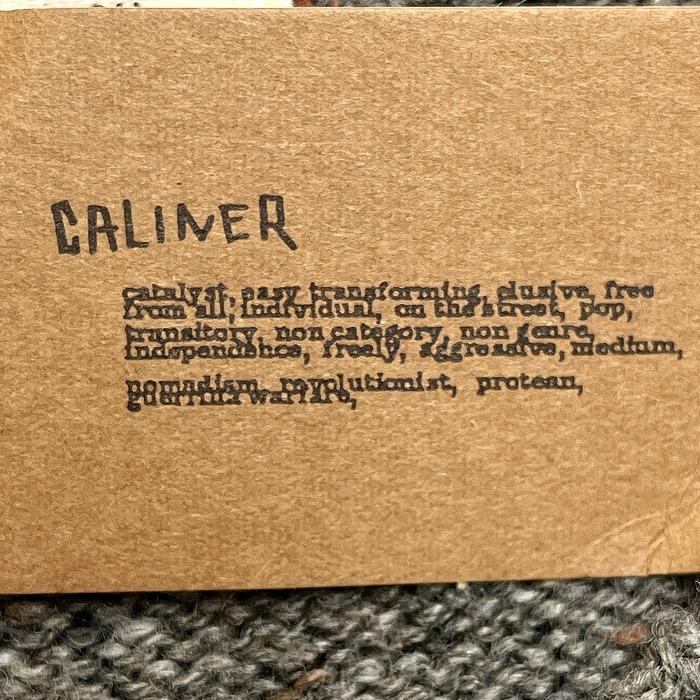 CALINER
catalyst, easy transforming, elusive, free
from all, individual, on the street, pop,
transitory, non category, non genre,
independence, freely, aggressive, medium,
nomadism, revolutionist, protean,
guerrilla warfare,